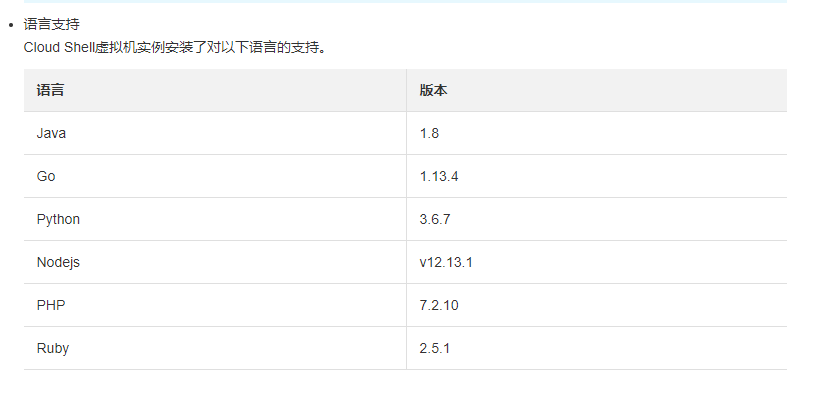 语言支持
Cloud Shell虚拟机实例安装了对以下语言的支持。
语言 版本
Java 1.8
Go 1.13.4
Python 3.6.7
Nodejs v12.13.1
PHP 7.2.10
Ruby 2.5.1